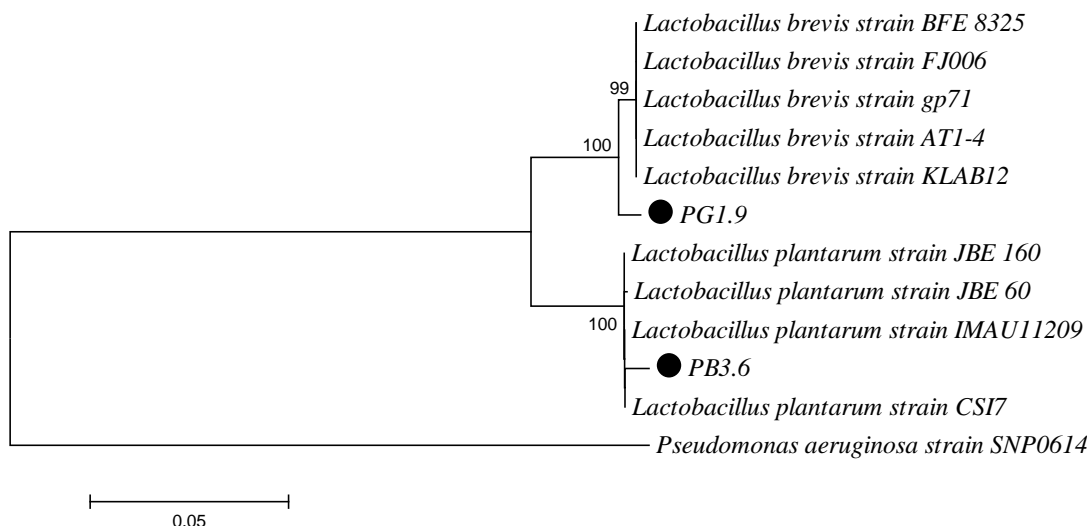 Lactobacillus brevis strain BFE 8325
Lactobacillus brevis strain FJ006
99
Lactobacillus brevis strain gp71
Lactobacillus brevis strain AT1-4
100
Lactobacillus brevis strain KLAB12
PG1.9
Lactobacillus plantarum strain JBE 160
Lactobacillus plantarum strain JBE 60
100
Lactobacillus plantarum strain IMAU11209
PB3.6
Lactobacillus plantarum strain CSI7
Pseudomonas aeruginosa strain SNP0614
0.05